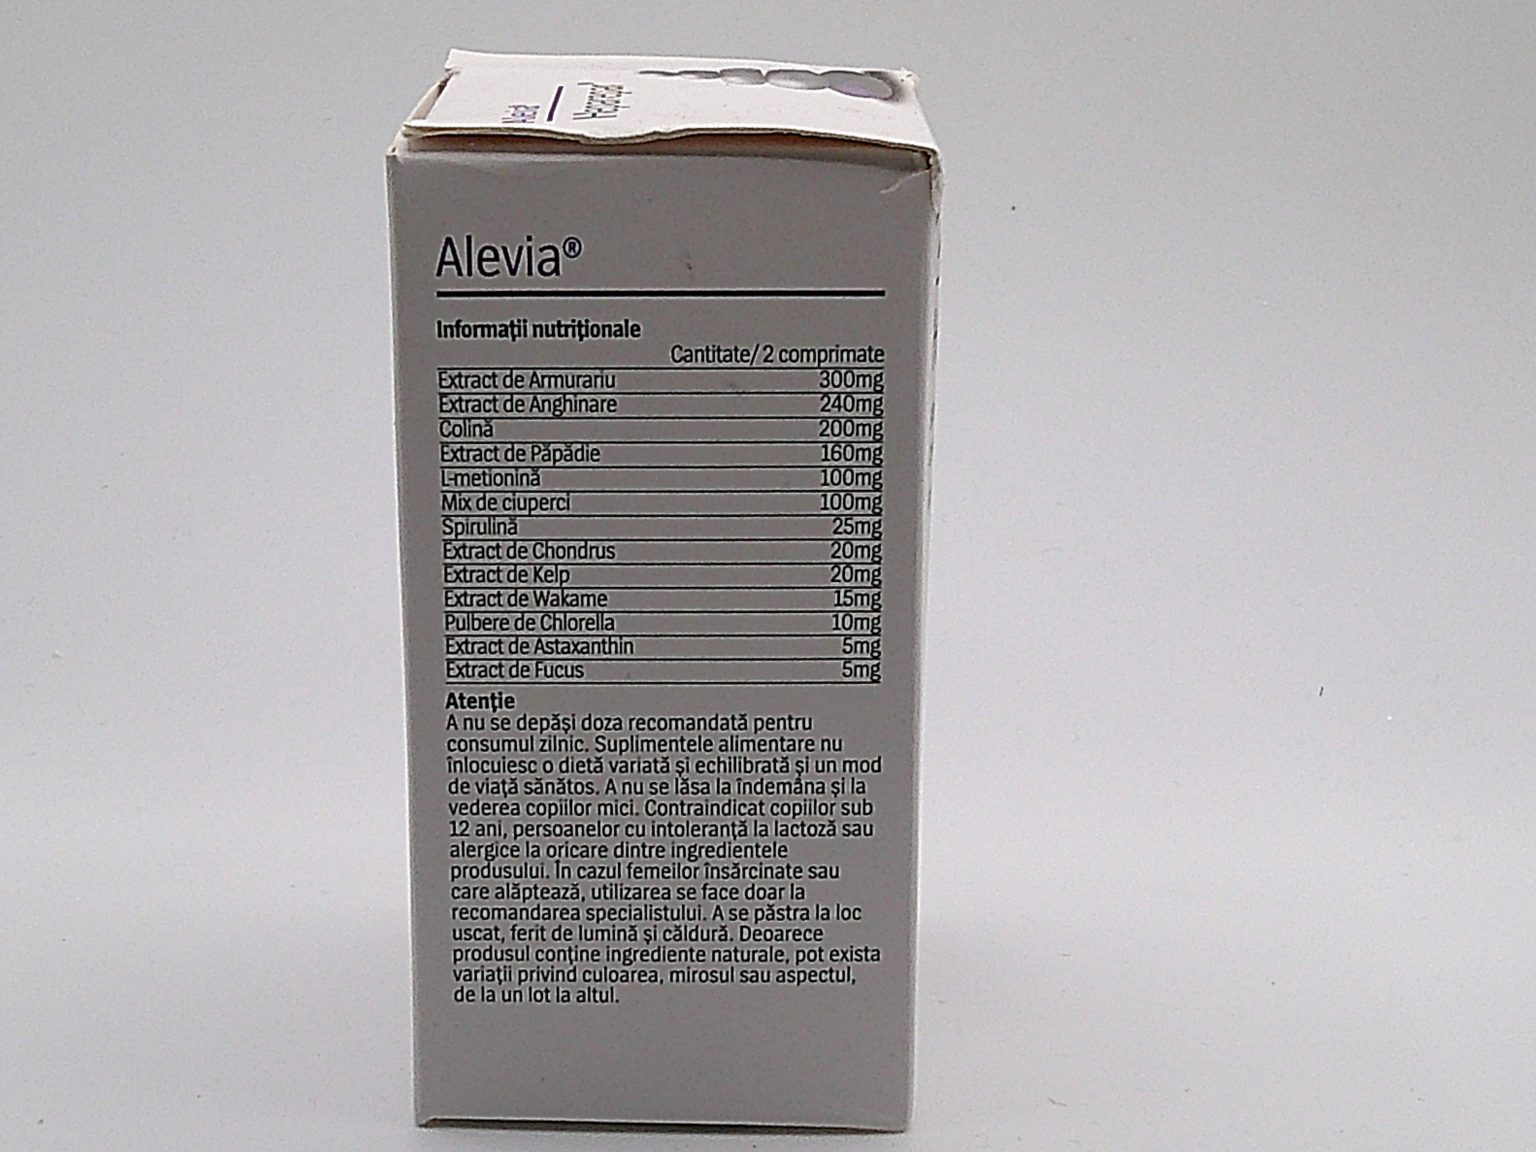 Alevia®
Alevia®
Informații nutriționale
Cantitate/ 2 comprimate
Extract de Armurariu 300mg
Extract de Anghinare 240mg
Colină 200mg
Extract de Păpădie 160mg
L-metionină 100mg
Mix de ciuperci 100mg
Spirulină 25mg
Extract de Chondrus 20mg
Extract de Kelp 20mg
Extract de Wakame 15mg
Pulbere de Chlorella 10mg
Extract de Astaxanthin 5mg
Extract de Fucus 5mg
Atenție
A nu se depăși doza recomandată pentru
consumul zilnic. Suplimentele alimentare nu
înlocuiesc o dietă variată și echilibrată și un mod
de viață sănătos. A nu se lăsa la îndemâna și la
vederea copiilor mici. Contraindicat copiilor sub
12 ani, persoanelor cu intoleranță la lactoză sau
alergice la oricare dintre ingredientele
produsului. În cazul femeilor însărcinate sau
care alăptează, utilizarea se face doar la
recomandarea specialistului. A se păstra la loc
uscat, ferit de lumină și căldură. Deoarece
produsul conține ingrediente naturale, pot exista
variații privind culoarea, mirosul sau aspectul,
de la un lot la altul.